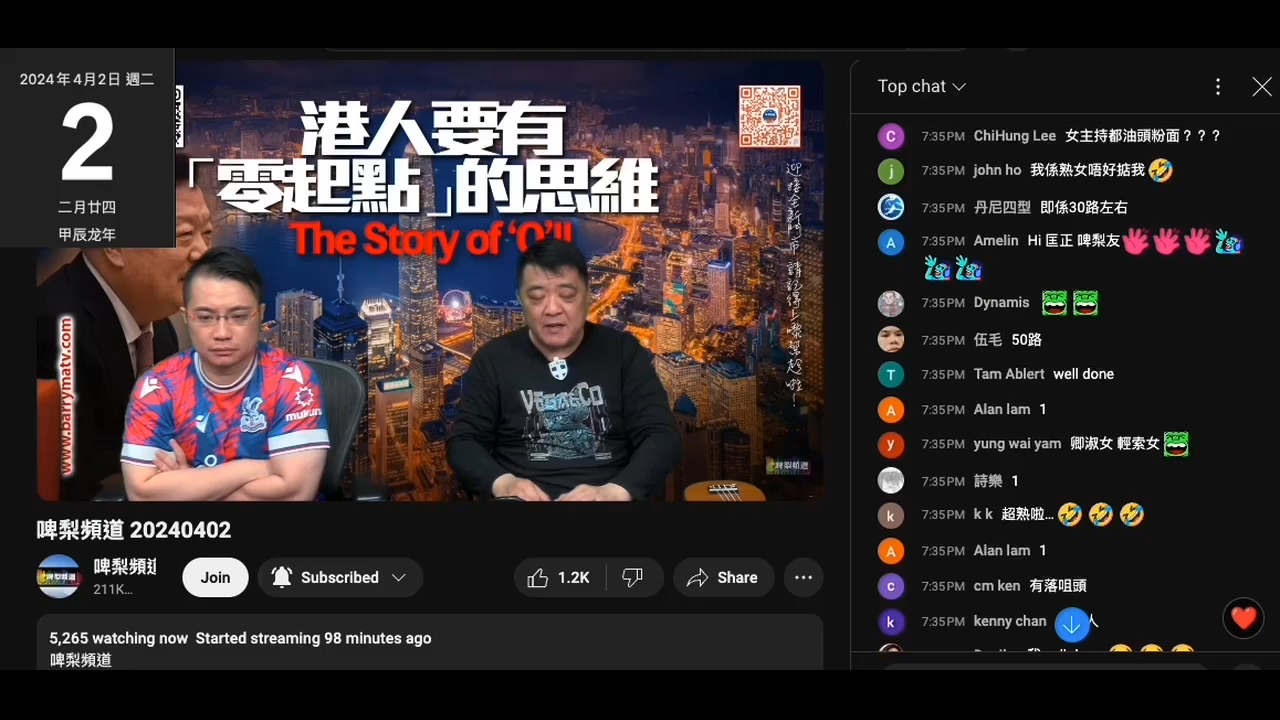 2024年4月2日 週二
2
二月廿四
甲辰龙年
港人要有
「零起點」的思維
The Story of ‘0’!!
www.barrymatv.com
mukuru
啤梨頻道
啤梨頻道 20240402
啤梨頻道
211K...
Join
Subscribed
1.2K
Share
5,265 watching now Started streaming 98 minutes ago
啤梨頻道
Top chat
7:35PM ChiHung Lee 女主持都油頭粉面？？？
7:35PM john ho 我係熟女唔好掂我🤣
7:35PM 丹尼四型 即係30路左右
7:35PM Amelin Hi 匡正 啤梨友
7:35PM Dynamis
7:35PM 伍毛 50路
7:35PM Tam Ablert well done
7:35PM Alan lam 1
7:35PM yung wai yam 卿淑女 輕索女
7:35PM 詩樂 1
7:35PM k k 超熟啦...🤣🤣🤣
7:35PM Alan lam 1
7:35PM cm ken 有落咀頭
7:35PM kenny chan 人